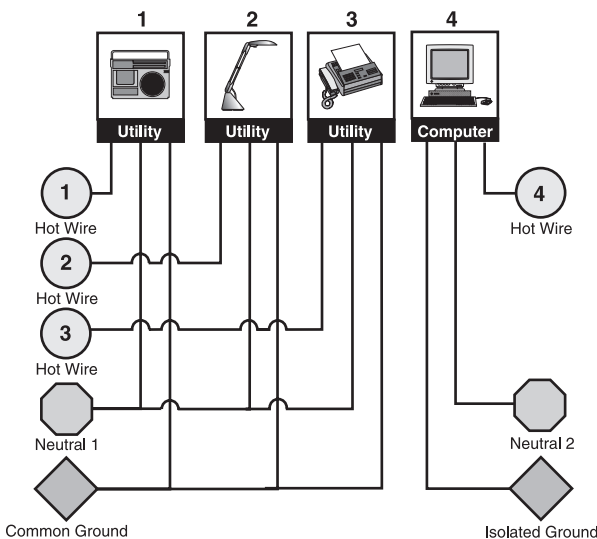 1 2 3 4
Utility Utility Utility Computer
1 4
Hot Wire Hot Wire
2
Hot Wire
3
Hot Wire
Neutral 1 Neutral 2
Common Ground Isolated Ground